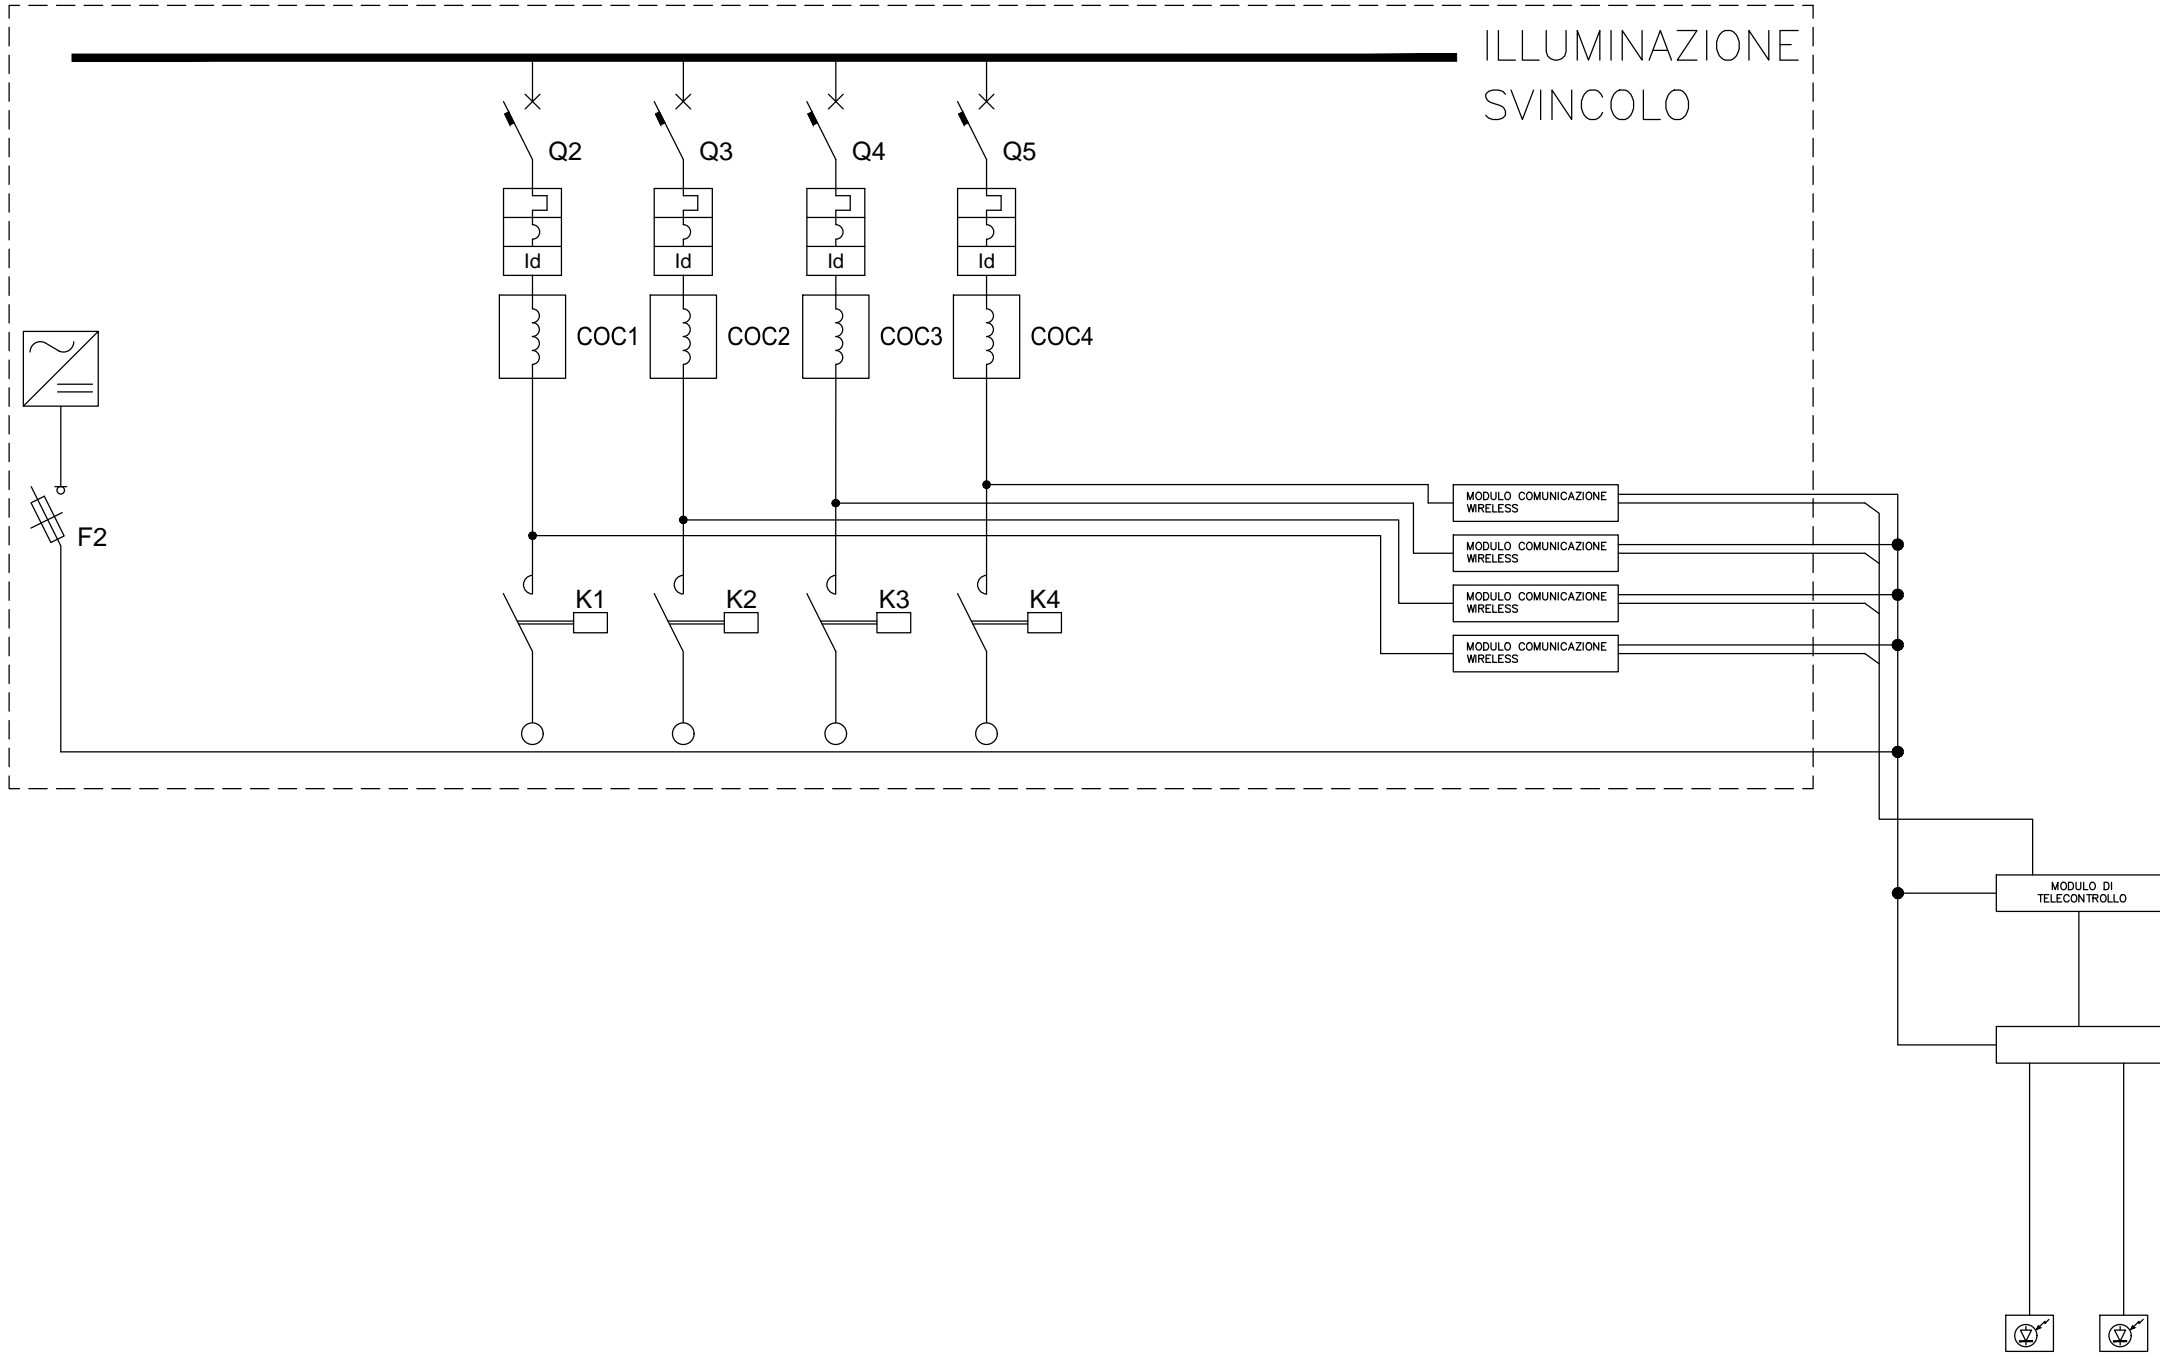 ILLUMINAZIONE
SVINCOLO
Q2
Q3
Q4
Q5
Id
Id
Id
Id
COC1
COC2
COC3
COC4
F2
K1
K2
K3
K4
MODULO COMUNICAZIONE
WIRELESS
MODULO COMUNICAZIONE
WIRELESS
MODULO COMUNICAZIONE
WIRELESS
MODULO COMUNICAZIONE
WIRELESS
MODULO DI
TELECONTROLLO